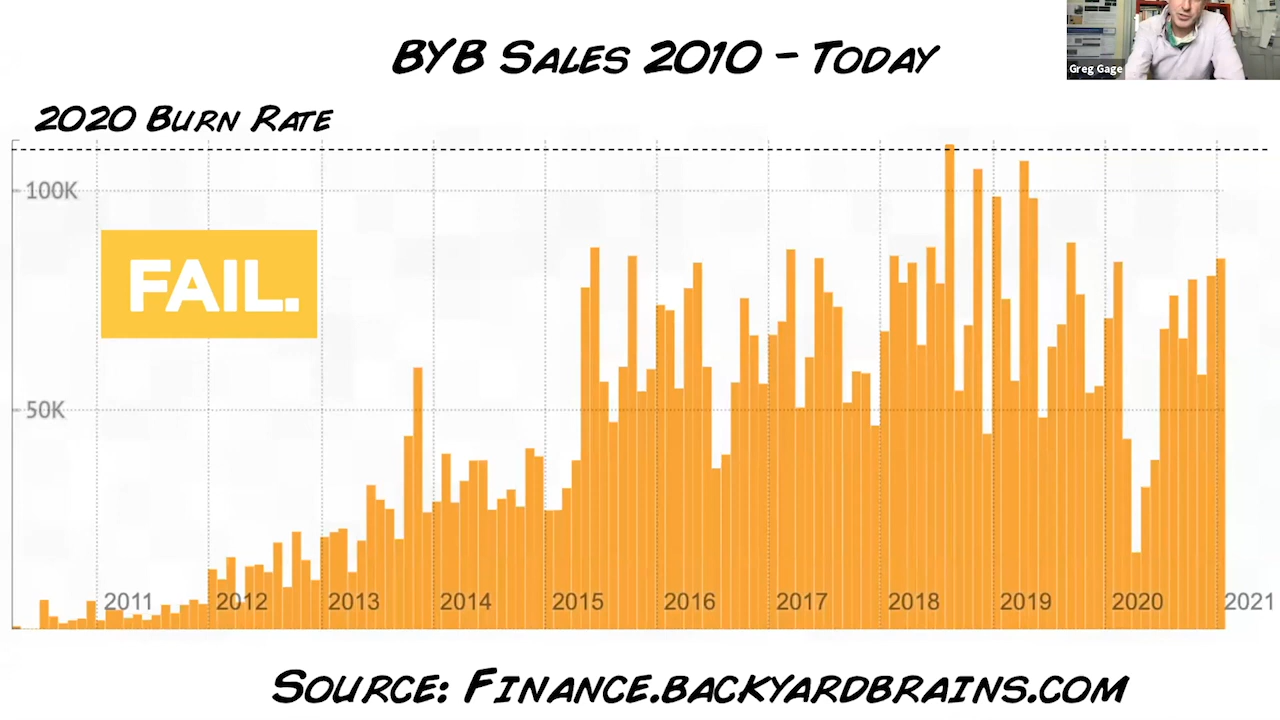 BYB Sales 2010 - Today
Greg Gage
2020 Burn Rate
100K
FAIL.
50K
2011 2012 2013 2014 2015 2016 2017 2018 2019 2020 2021
Source: Finance.backyardbrains.com